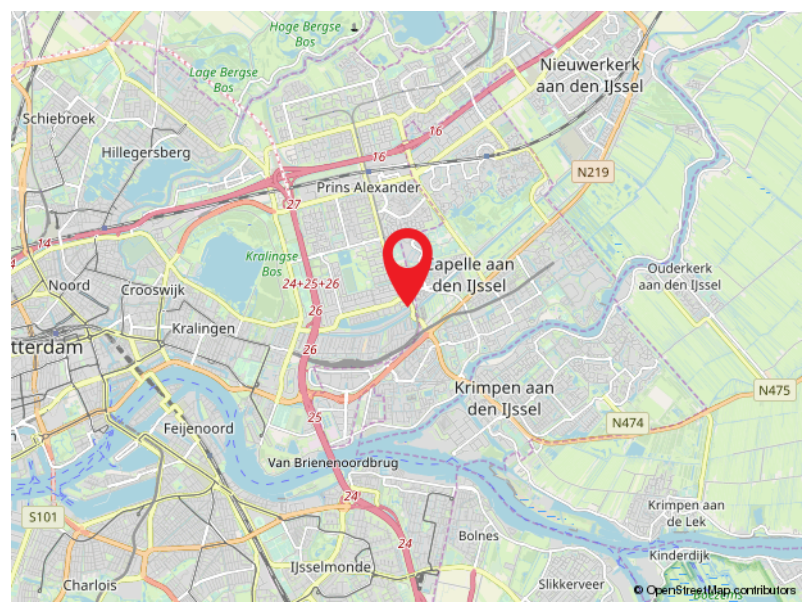 Hoge Bergse
Bos
Nieuwerkerk
aan den IJssel
Lage Bergse
Bos
Schiebroek
16
Hillegersberg
16
N219
Prins Alexander
27
14
Kralingse
Bos
apelle aan
den IJssel
Ouderkerk
aan den IJssel
Noord
Crooswijk
24+25+26
26
Kralingen
tterdam
26
Krimpen aan
den IJssel
N475
25
N474
Feijenoord
Van Brienenoordbrug
24
S101
Krimpen aan
de Lek
Bolnes
24
Kinderdijk
IJsselmonde
Charlois
Slikkerveer
© OpenStreetMap contributors